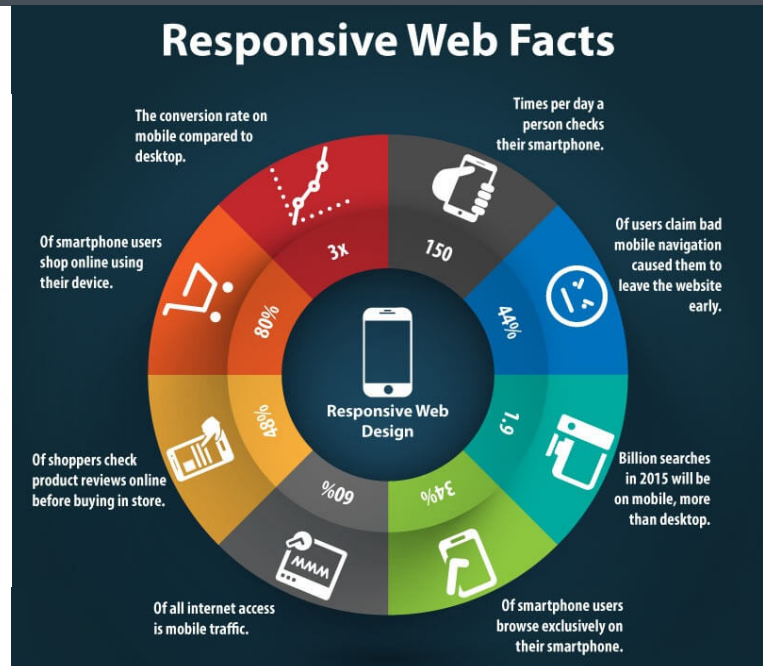 Responsive Web Facts
The conversion rate on
mobile compared to
desktop.
3x
Times per day a
person checks
their smartphone.
150
Of users claim bad
mobile navigation
caused them to
leave the website
early.
44%
Billion searches
in 2015 will be
on mobile, more
than desktop.
1.9
Of smartphone users
browse exclusively on
their smartphone.
34%
Of all internet access
is mobile traffic.
60%
WWW
Of shoppers check
product reviews online
before buying in store.
48%
Of smartphone users
shop online using
their device.
80%
Responsive Web
Design